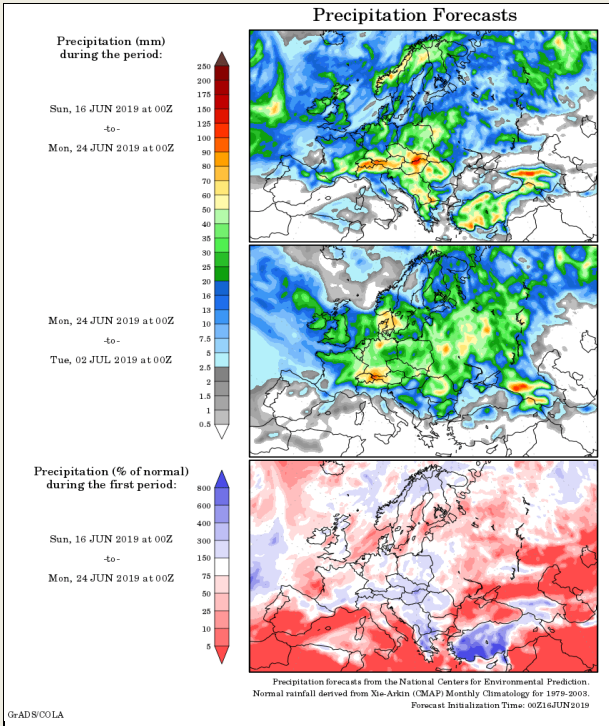 Precipitation Forecasts
Precipitation (mm)
during the period:
Sun, 16 JUN 2019 at 00Z
-to-
Mon, 24 JUN 2019 at 00Z
250
200
175
150
125
100
90
80
70
60
50
40
35
30
25
20
16
13
10
7.5
5
2.5
2
1.5
1
0.5
Mon, 24 JUN 2019 at 00Z
-to-
Tue, 02 JUL 2019 at 00Z
Precipitation (% of normal)
during the first period:
Sun, 16 JUN 2019 at 00Z
-to-
Mon, 24 JUN 2019 at 00Z
800
600
400
300
150
75
50
25
10
5
Precipitation forecasts from the National Centers for Environmental Prediction.
Normal rainfall derived from Xie-Arkin (CMAP) Monthly Climatology for 1979-2003.
Forecast Initialization Time: 00Z16JUN2019
GrADS/COLA